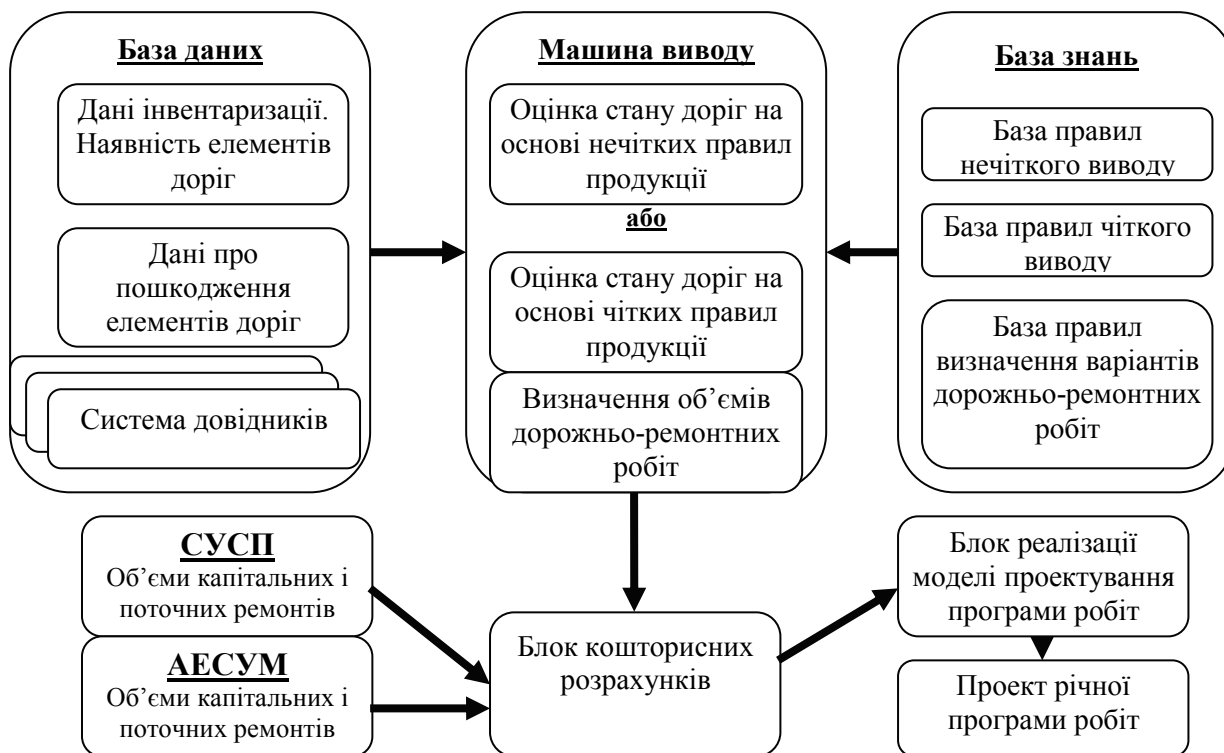 База даних
Дані інвентаризації.
Наявність елементів
доріг
Дані про
пошкодження
елементів доріг
Система довідників
Машина виводу
Оцінка стану доріг на
основі нечітких правил
продукції
або
Оцінка стану доріг на
основі чітких правил
продукції
Визначення об’ємів
дорожньо-ремонтних
робіт
База знань
База правил
нечіткого виводу
База правил чіткого
виводу
База правил
визначення варіантів
дорожньо-ремонтних
робіт
СУСП
Об’єми капітальних і
поточних ремонтів
АЕСУМ
Об’єми капітальних і
поточних ремонтів
Блок кошторисних
розрахунків
Блок реалізації
моделі проектування
програми робіт
Проект річної
програми робіт